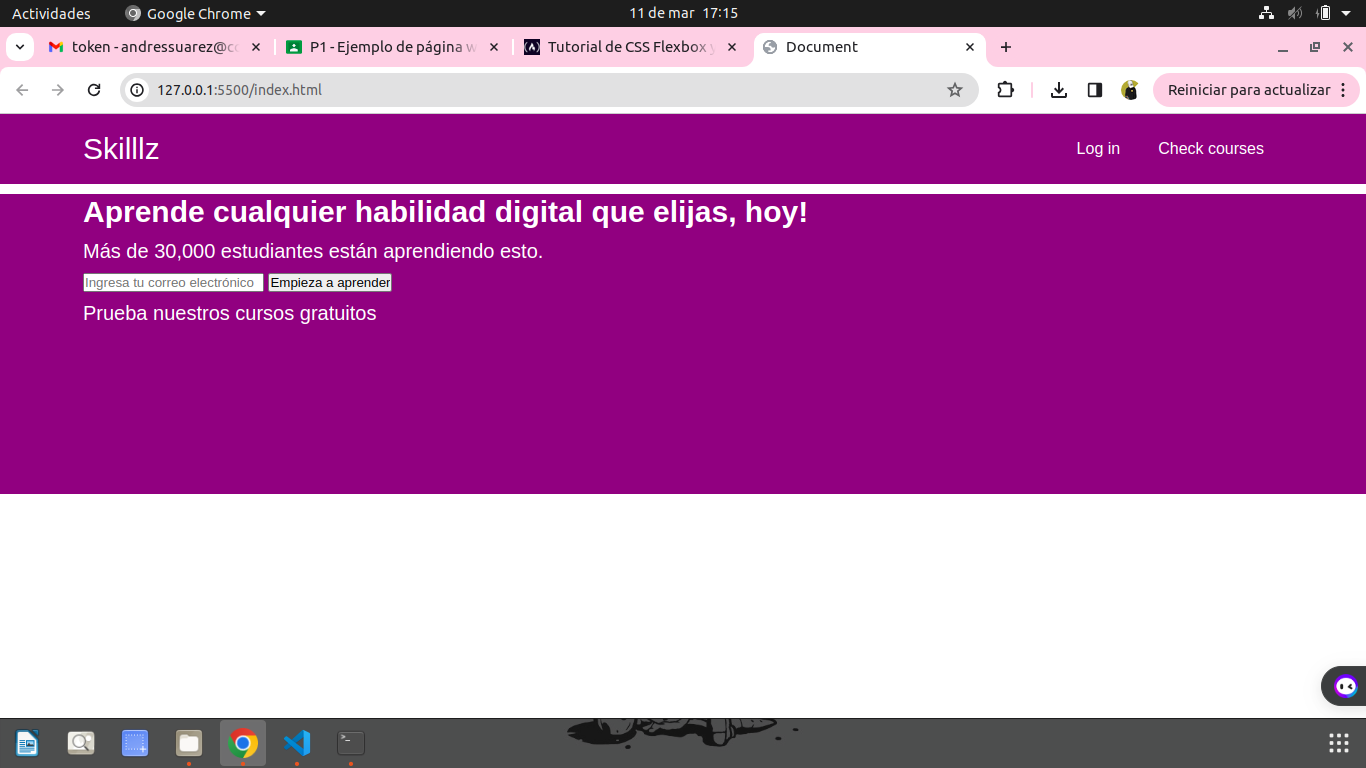 Actividades Google Chrome 11 de mar 17:15
token - andressuarez@cc P1 - Ejemplo de página w Tutorial de CSS Flexbox y Document
127.0.0.1:5500/index.html Reiniciar para actualizar
Skilllz Log in Check courses
Aprende cualquier habilidad digital que elijas, hoy!
Más de 30,000 estudiantes están aprendiendo esto.
Ingresa tu correo electrónico Empieza a aprender
Prueba nuestros cursos gratuitos